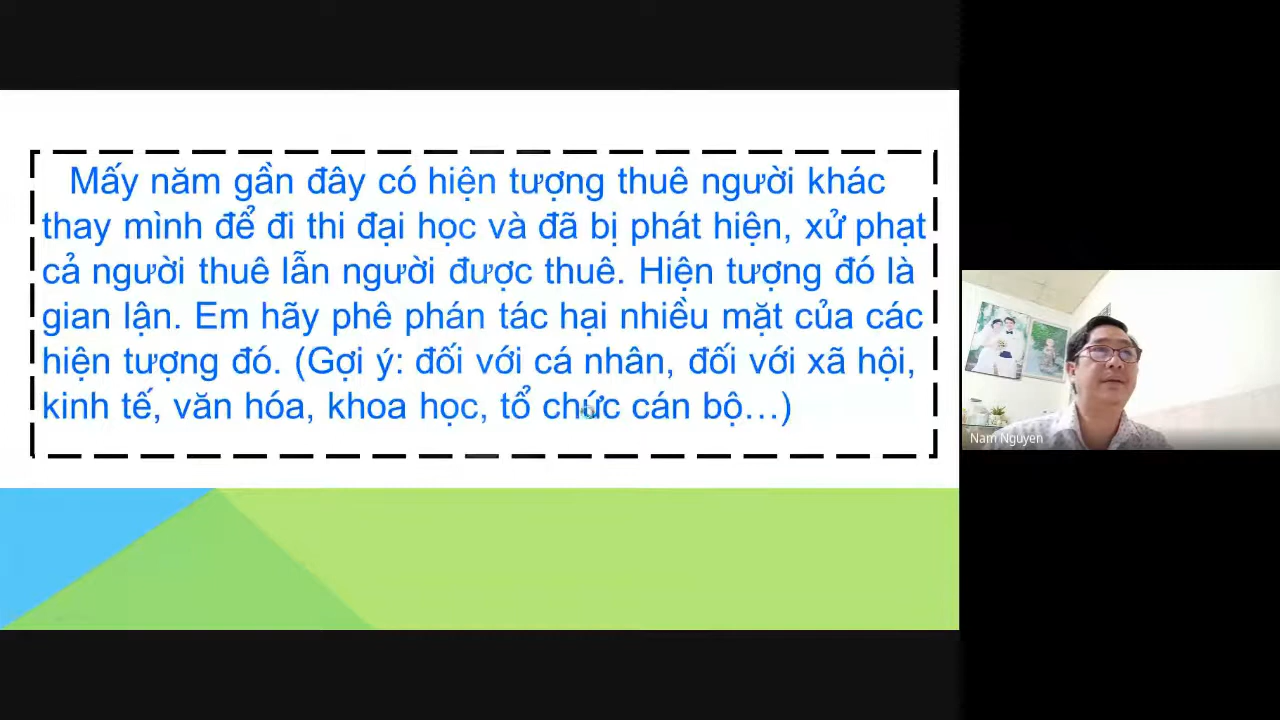 Mấy năm gần đây có hiện tượng thuê người khác
thay mình để đi thi đại học và đã bị phát hiện, xử phạt
cả người thuê lẫn người được thuê. Hiện tượng đó là
gian lận. Em hãy phê phán tác hại nhiều mặt của các
hiện tượng đó. (Gợi ý: đối với cá nhân, đối với xã hội,
kinh tế, văn hóa, khoa học, tổ chức cán bộ…)
Nam Nguyen